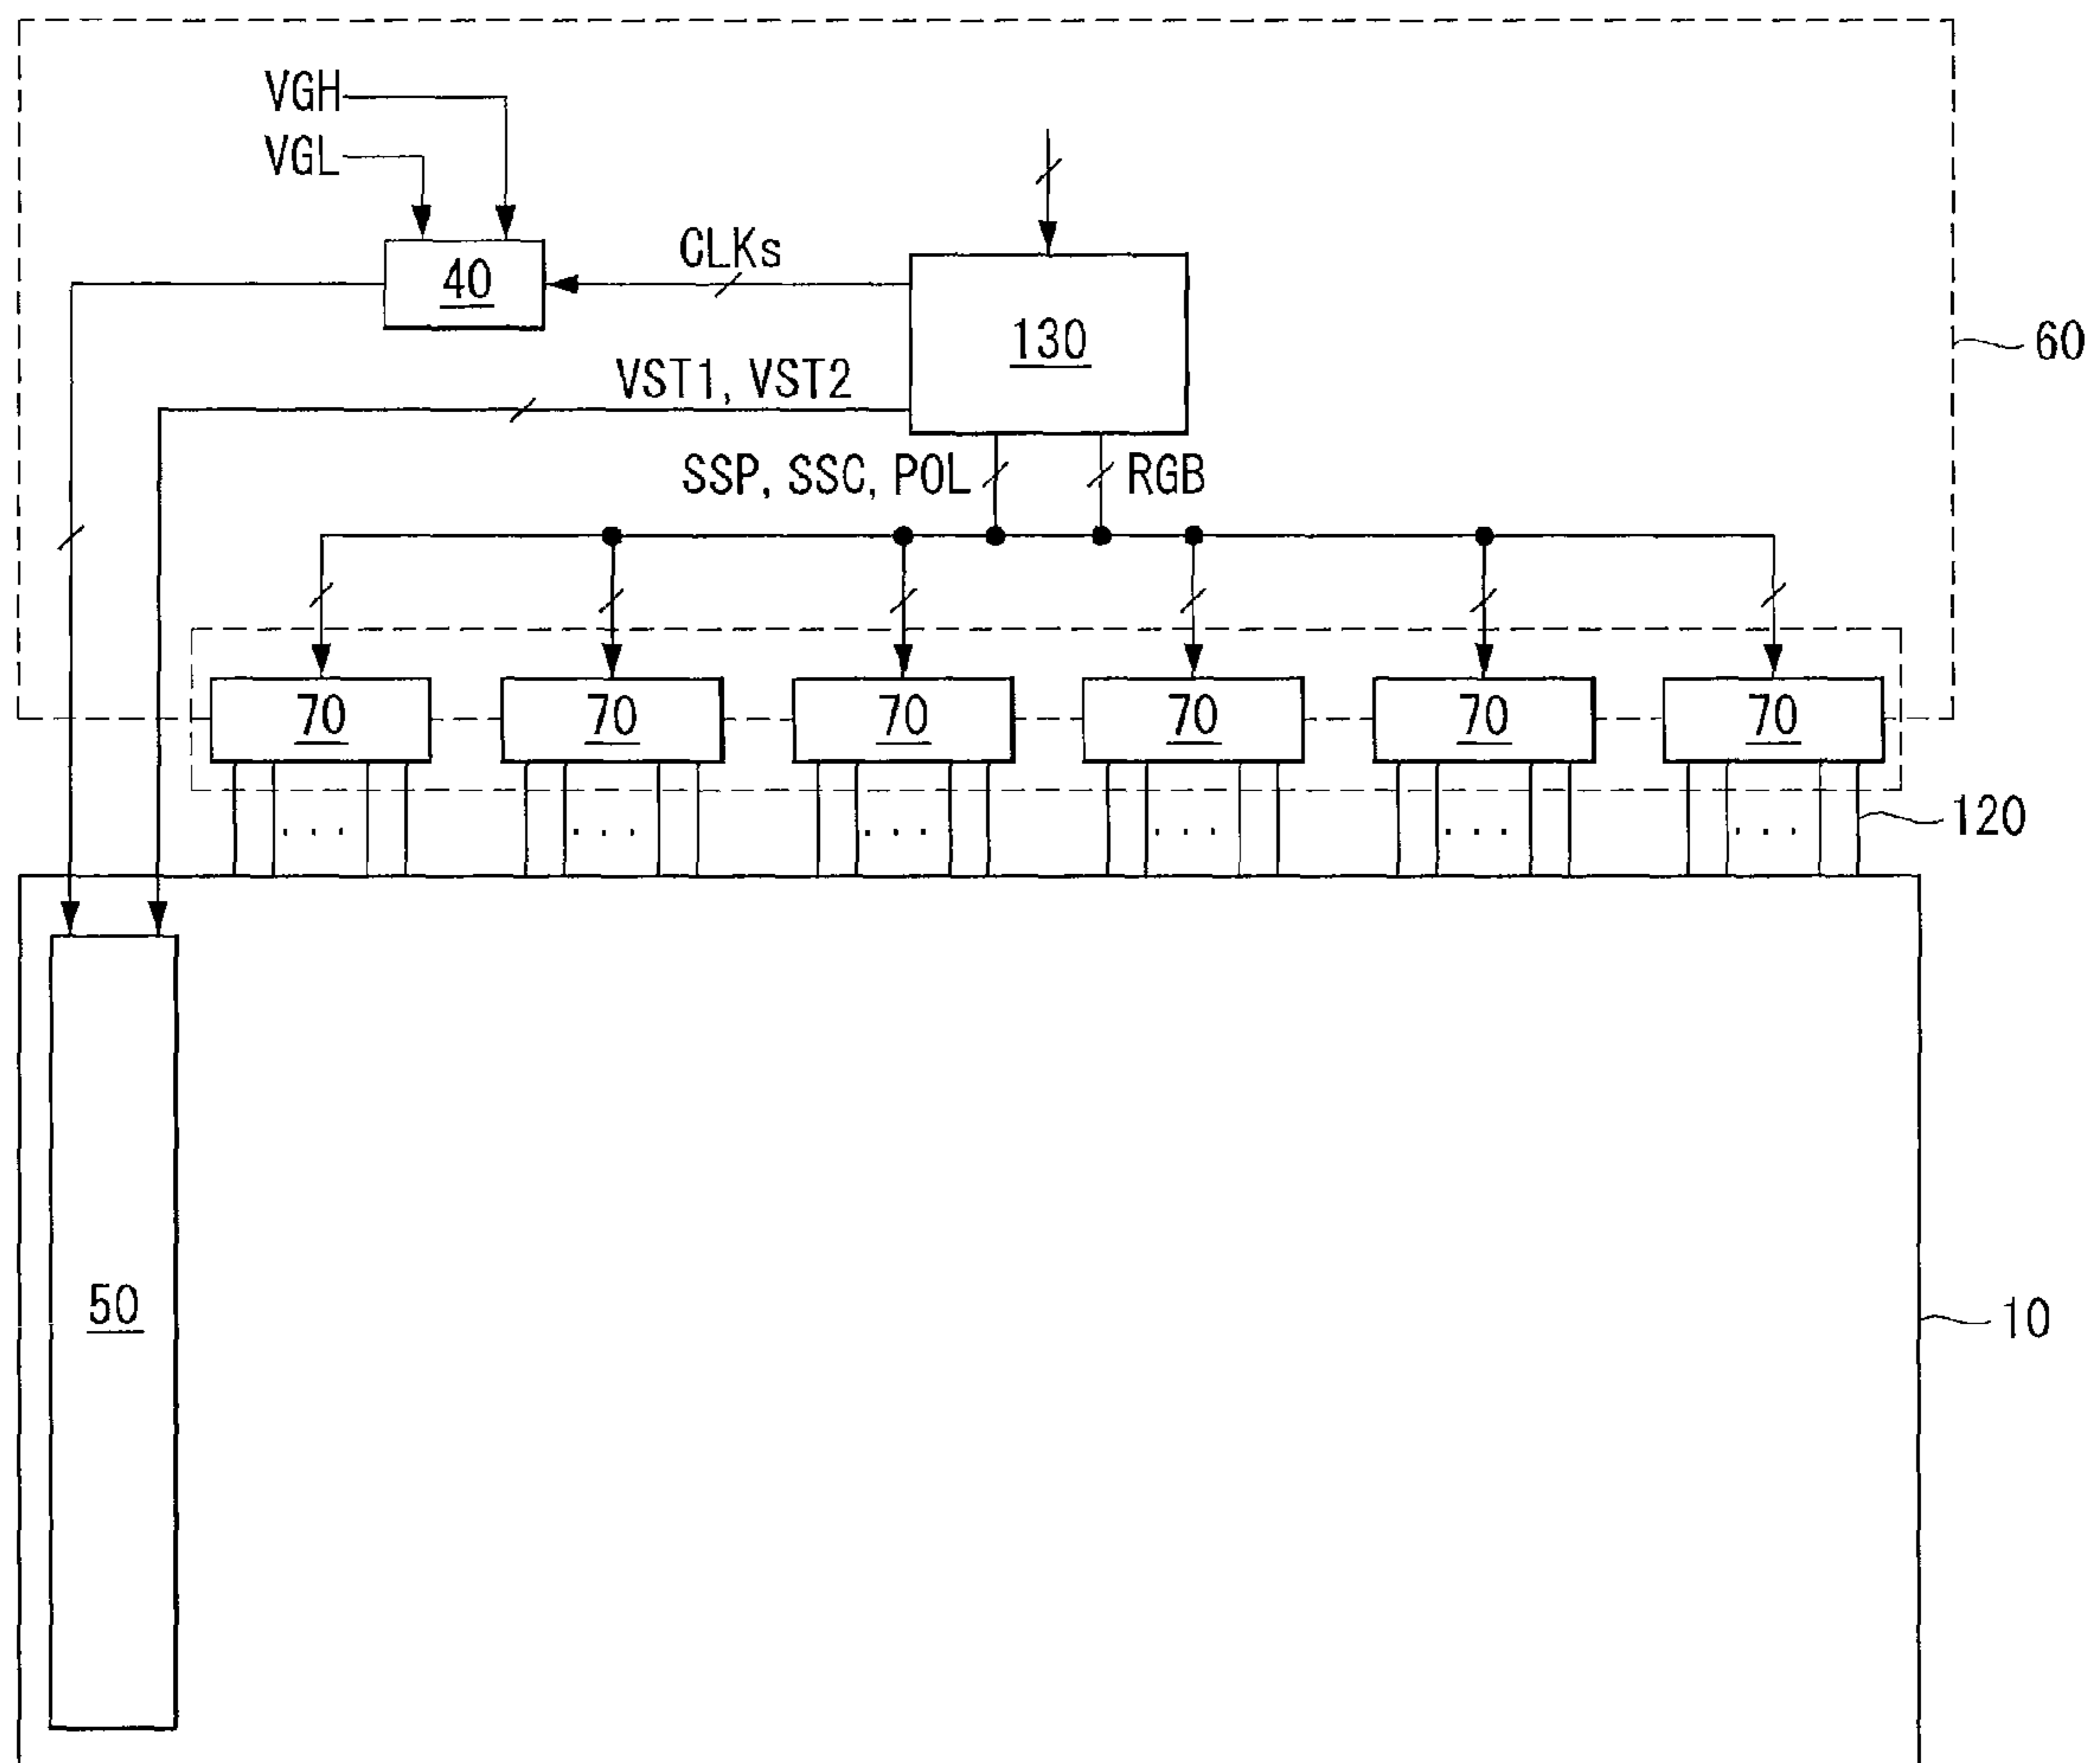 VGH
VGL
CLKs
40
130
60
VST1, VST2
SSP, SSC, POL
RGB
70 70 70 70 70 70
120
50
10